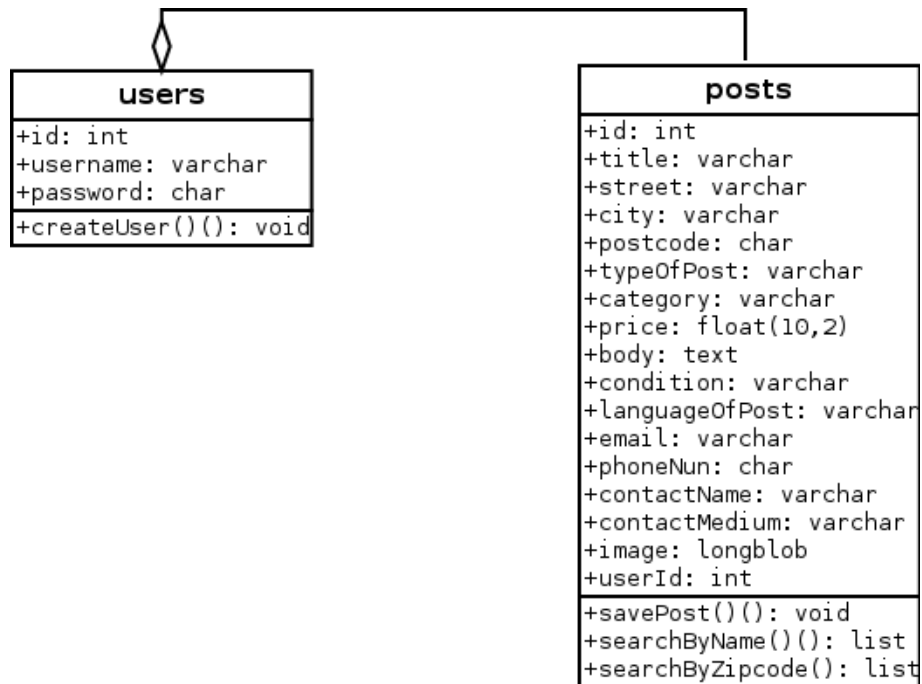 users
+id: int
+username: varchar
+password: char
+createUser()(): void
posts
+id: int
+title: varchar
+street: varchar
+city: varchar
+postcode: char
+typeOfPost: varchar
+category: varchar
+price: float(10,2)
+body: text
+condition: varchar
+languageOfPost: varchar
+email: varchar
+phoneNun: char
+contactName: varchar
+contactMedium: varchar
+image: longblob
+userId: int
+savePost()(): void
+searchByName()(): list
+searchByZipcode(): list